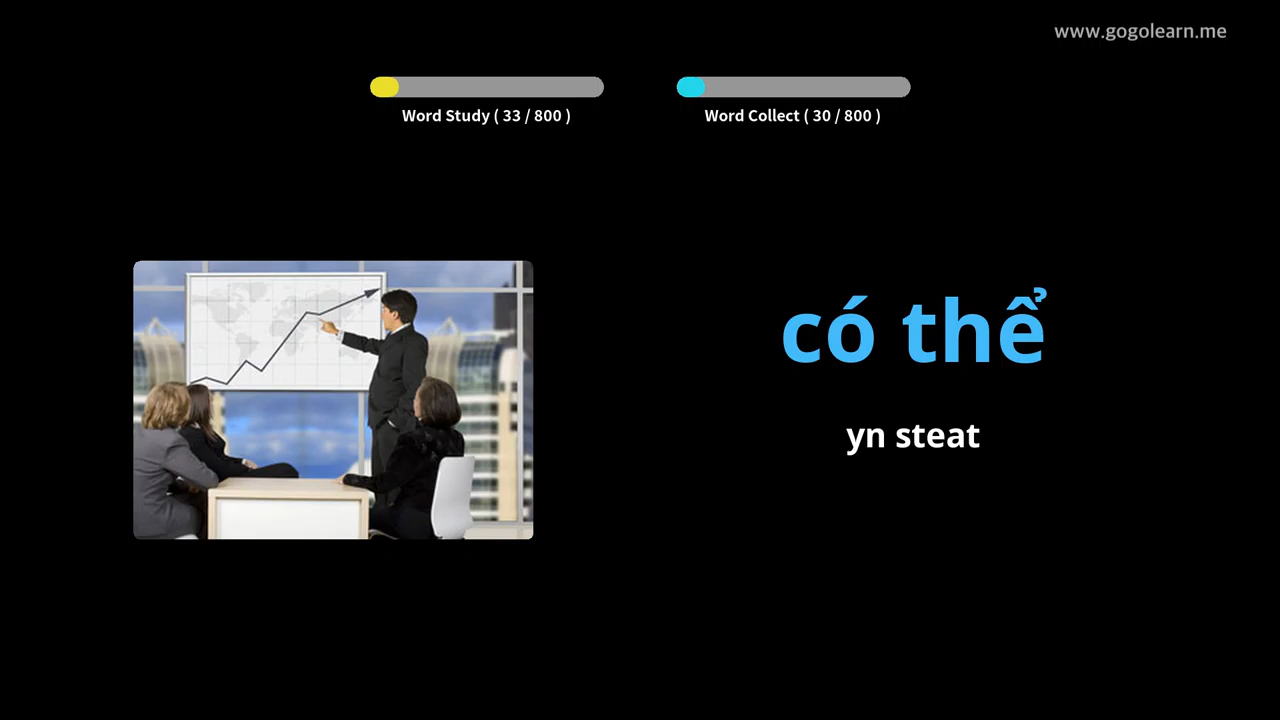 www.gogolearn.me
Word Study ( 33 / 800 )
Word Collect ( 30 / 800 )
có thể
yn steat